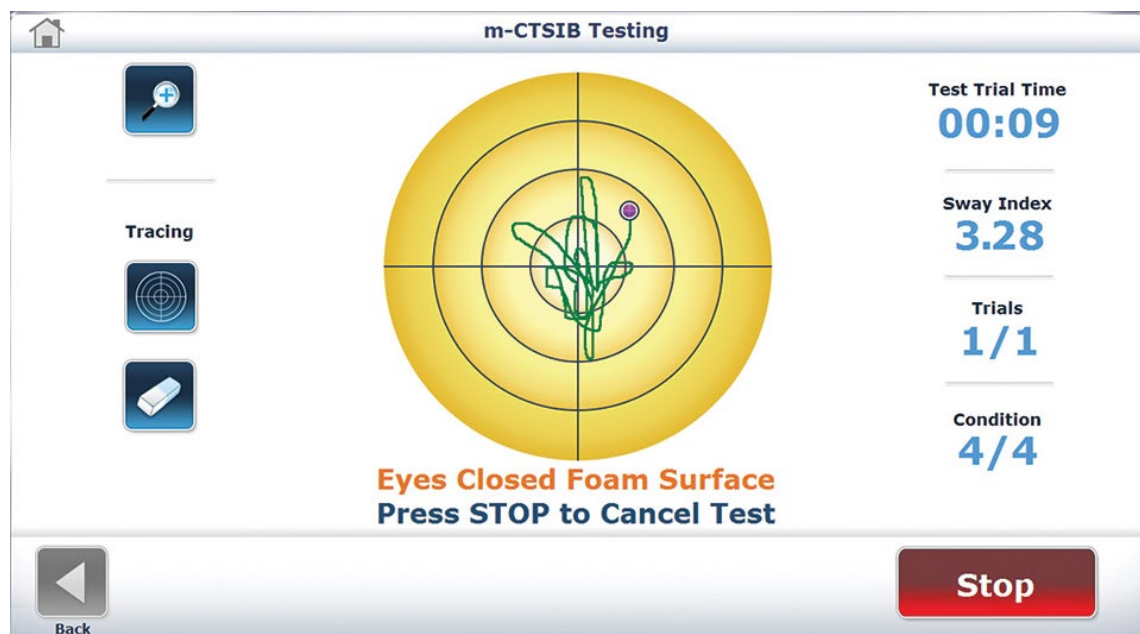 m-CTSIB Testing
Tracing
Test Trial Time
00:09
Sway Index
3.28
Trials
1/1
Condition
4/4
Eyes Closed Foam Surface
Press STOP to Cancel Test
Back
Stop